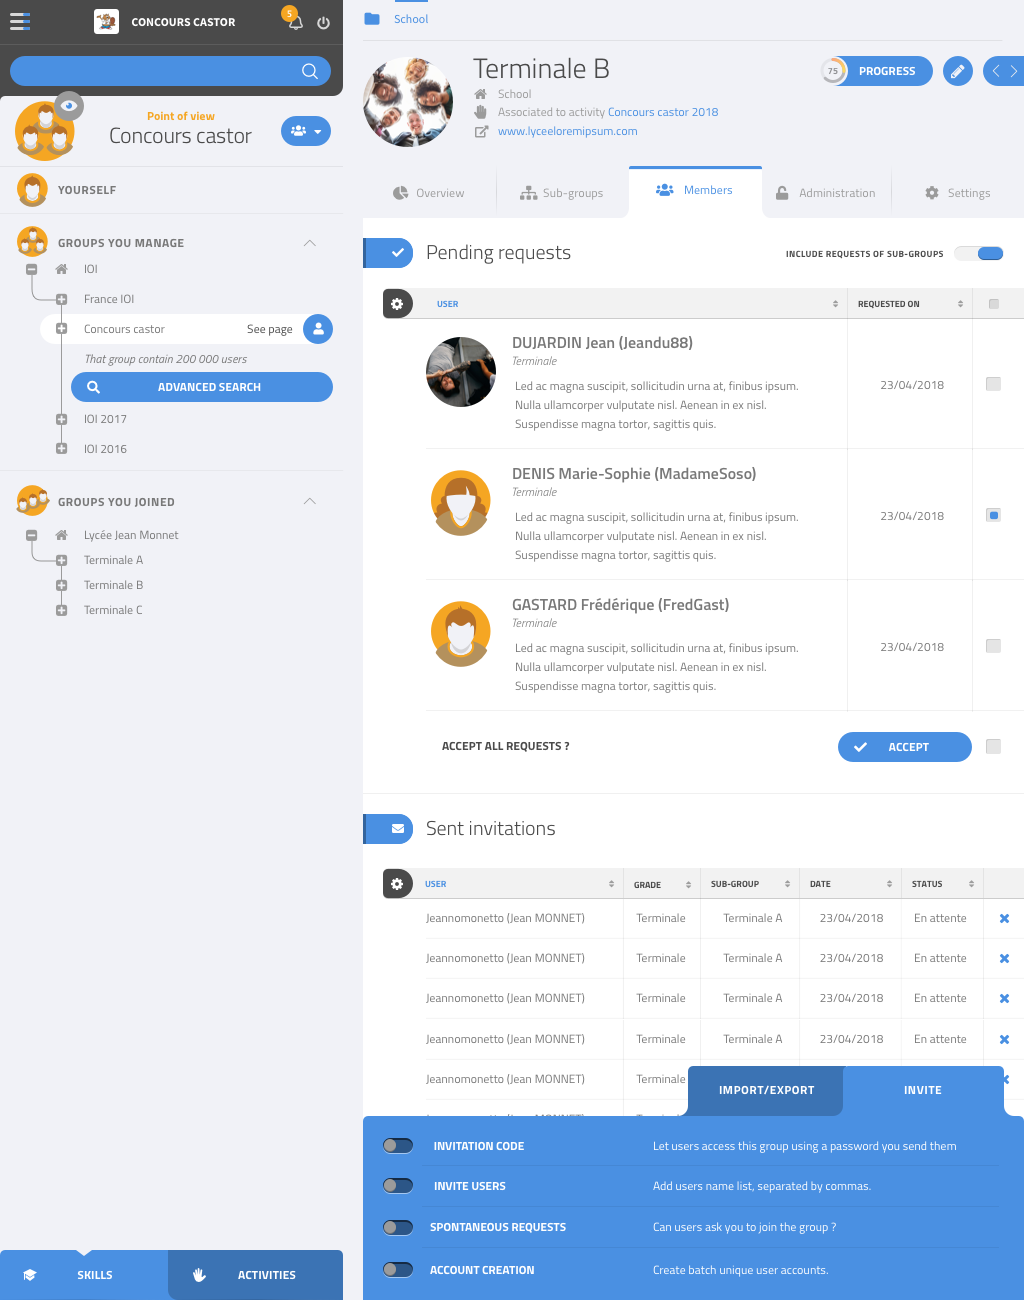 CONCOURS CASTOR
5
Point of view
Concours castor
YOURSELF
GROUPS YOU MANAGE
IOI
France IOI
Concours castor
See page
That group contain 200 000 users
ADVANCED SEARCH
IOI 2017
IOI 2016
GROUPS YOU JOINED
Lycée Jean Monnet
Terminale A
Terminale B
Terminale C
SKILLS
ACTIVITIES
School
Terminale B
School
Associated to activity Concours castor 2018
www.lyceeloremipsum.com
75
PROGRESS
Overview
Sub-groups
Members
Administration
Settings
Pending requests
INCLUDE REQUESTS OF SUB-GROUPS
USER
REQUESTED ON
DUJARDIN Jean (Jeandu88)
Terminale
Led ac magna suscipit, sollicitudin urna at, finibus ipsum.
Nulla ullamcorper vulputate nisl. Aenean in ex nisl.
Suspendisse magna tortor, sagittis quis.
23/04/2018
DENIS Marie-Sophie (MadameSoso)
Terminale
Led ac magna suscipit, sollicitudin urna at, finibus ipsum.
Nulla ullamcorper vulputate nisl. Aenean in ex nisl.
Suspendisse magna tortor, sagittis quis.
23/04/2018
GASTARD Frédérique (FredGast)
Terminale
Led ac magna suscipit, sollicitudin urna at, finibus ipsum.
Nulla ullamcorper vulputate nisl. Aenean in ex nisl.
Suspendisse magna tortor, sagittis quis.
23/04/2018
ACCEPT ALL REQUESTS ?
ACCEPT
Sent invitations
USER GRADE SUB-GROUP DATE STATUS
Jeannomonetto (Jean MONNET) Terminale Terminale A 23/04/2018 En attente
Jeannomonetto (Jean MONNET) Terminale Terminale A 23/04/2018 En attente
Jeannomonetto (Jean MONNET) Terminale Terminale A 23/04/2018 En attente
Jeannomonetto (Jean MONNET) Terminale Terminale A 23/04/2018 En attente
Jeannomonetto (Jean MONNET) Terminale
IMPORT/EXPORT
INVITE
INVITATION CODE
Let users access this group using a password you send them
INVITE USERS
Add users name list, separated by commas.
SPONTANEOUS REQUESTS
Can users ask you to join the group ?
ACCOUNT CREATION
Create batch unique user accounts.